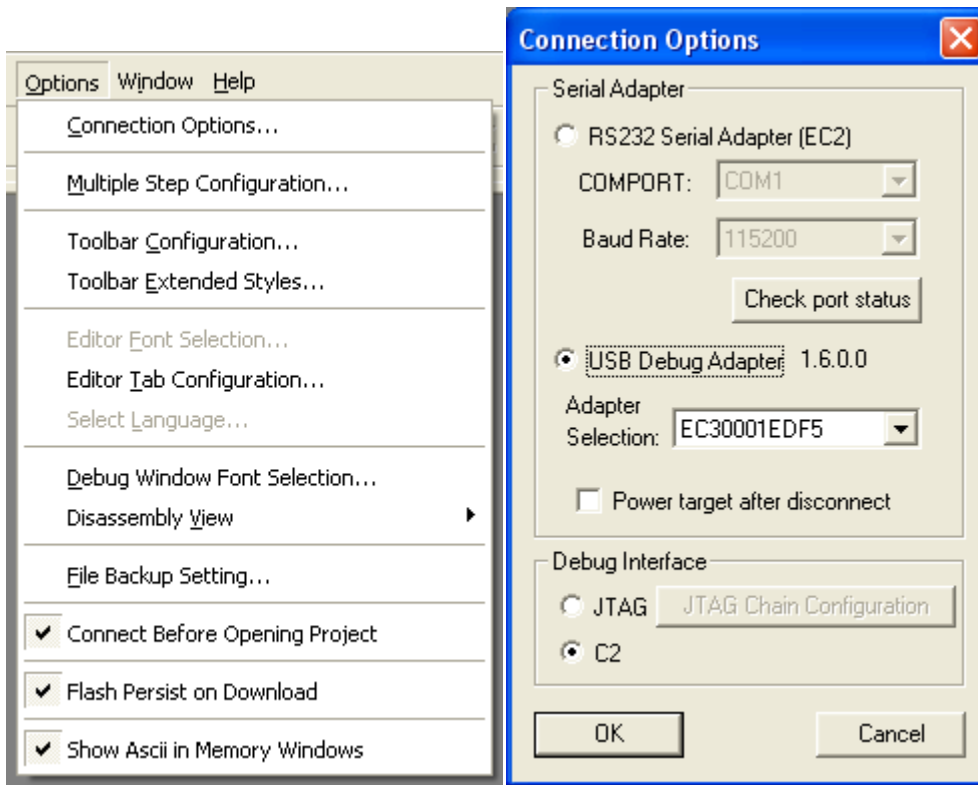 Options Window Help
Connection Options...
Multiple Step Configuration...
Toolbar Configuration...
Toolbar Extended Styles...
Editor Font Selection...
Editor Tab Configuration...
Select Language...
Debug Window Font Selection...
Disassembly View
File Backup Setting...
Connect Before Opening Project
Flash Persist on Download
Show Ascii in Memory Windows
Connection Options
Serial Adapter
RS232 Serial Adapter (EC2)
COMPORT: COM1
Baud Rate: 115200
Check port status
USB Debug Adapter 1.6.0.0
Adapter
Selection: EC30001EDF5
Power target after disconnect
Debug Interface
JTAG JTAG Chain Configuration
C2
OK Cancel